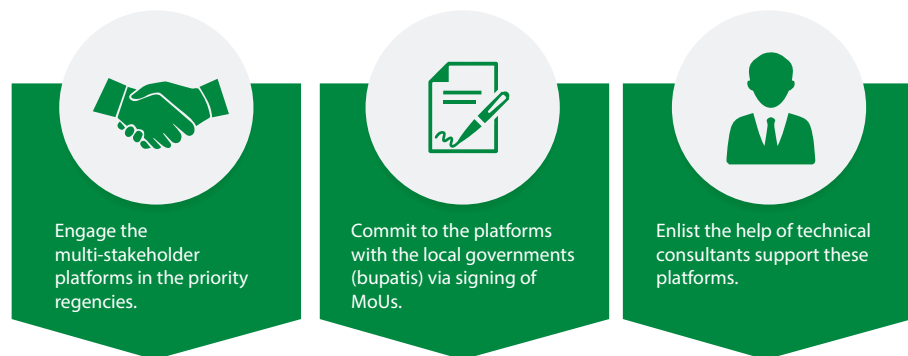 Engage the
multi-stakeholder
platforms in the priority
regencies.
Commit to the platforms
with the local governments
(bupatis) via signing of
MoUs.
Enlist the help of technical
consultants support these
platforms.